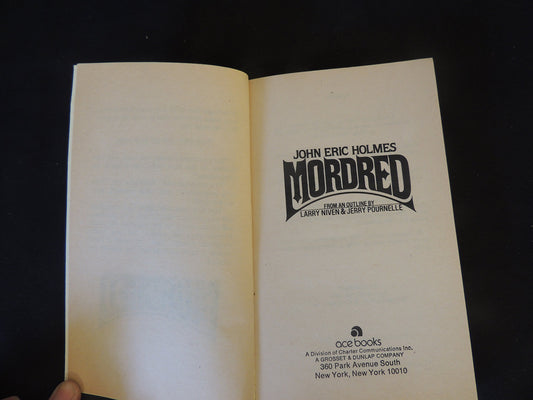 JOHN ERIC HOLMES
MORDRED
FROM AN OUTLINE BY
LARRY NIVEN & JERRY POURNELLE
ace books
A Division of Charter Communications Inc.
A GROSSET & DUNLAP COMPANY
360 Park Avenue South
New York, New York 10010